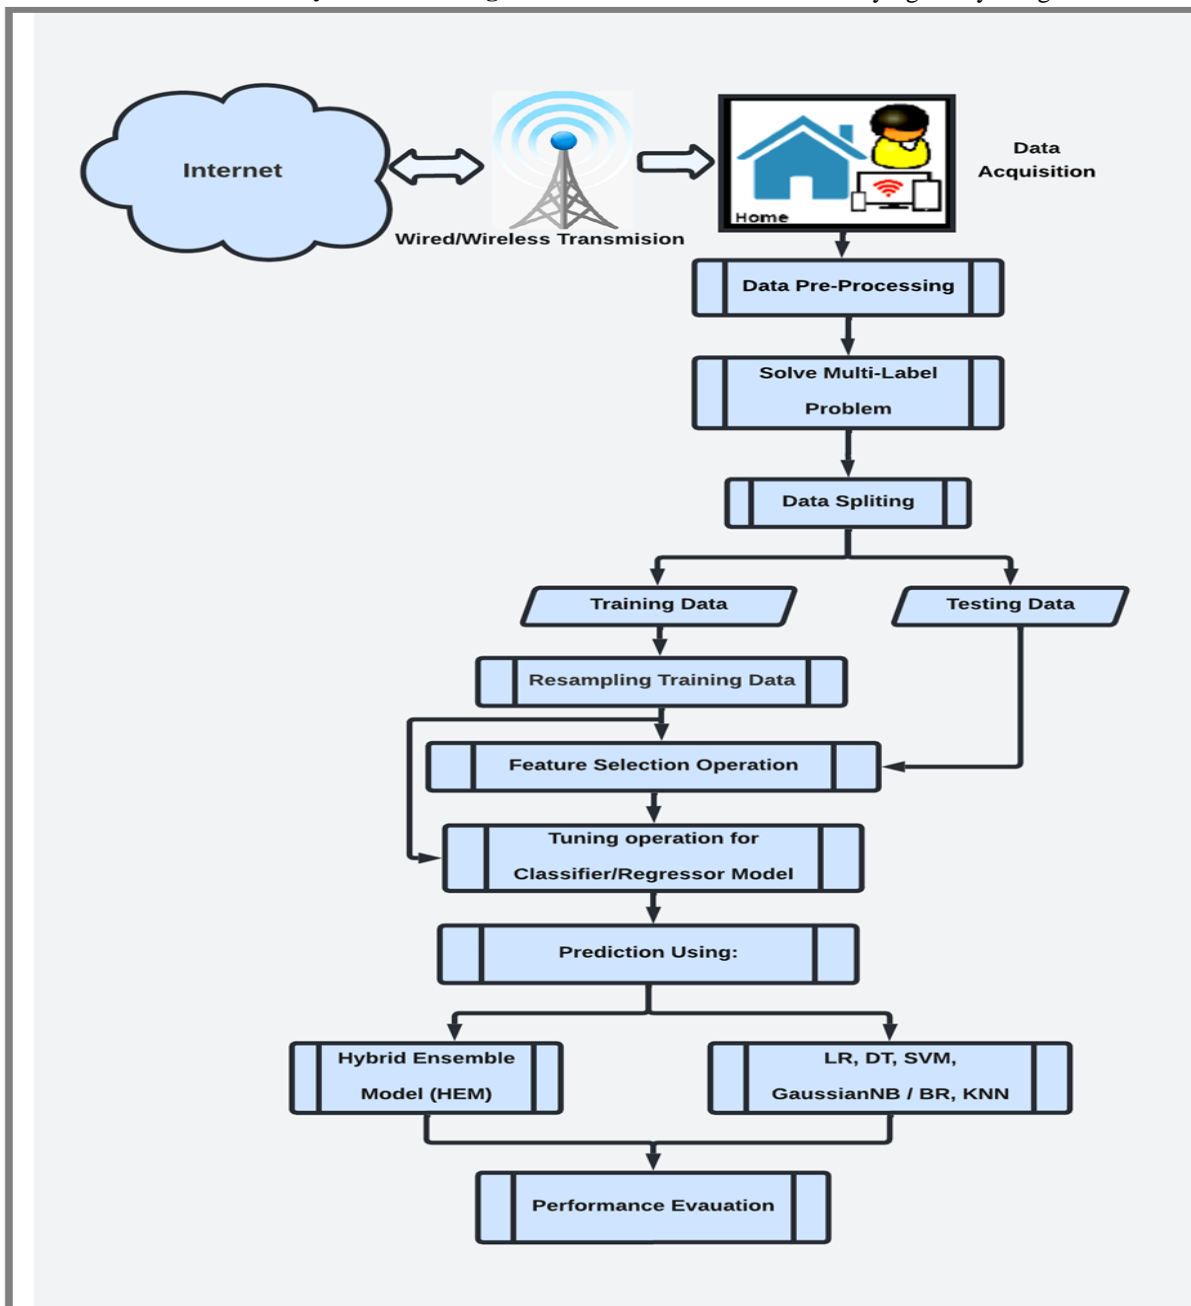 Internet
Wired/Wireless Transmision
Home
Data
Acquisition
Data Pre-Processing
Solve Multi-Label
Problem
Data Spliting
Training Data
Testing Data
Resampling Training Data
Feature Selection Operation
Tuning operation for
Classifier/Regressor Model
Prediction Using:
Hybrid Ensemble
Model (HEM)
LR, DT, SVM,
GaussianNB / BR, KNN
Performance Evauation